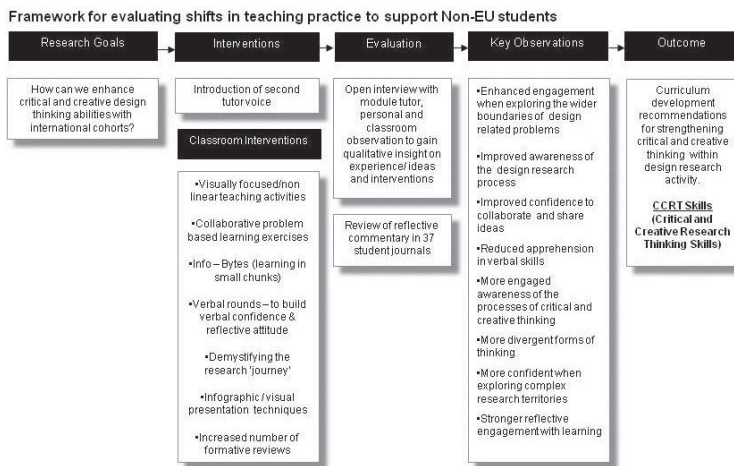 Framework for evaluating shifts in teaching practice to support Non-EU students
Research Goals
Interventions
Evaluation
Key Observations
Outcome
How can we enhance
critical and creative design
thinking abilities with
international cohorts?
Introduction of second
tutor voice
Classroom Interventions
•Visually focused/non
linear teaching activities
•Collaborative problem
based learning exercises
•Info – Bytes (learning in
small chunks)
•Verbal rounds – to build
verbal confidence &
reflective attitude
•Demystifying the
research 'journey'
•Infographic / visual
presentation techniques
•Increased number of
formative reviews
Open interview with
module tutor,
personal and
classroom
observation to gain
qualitative insight on
experience/ ideas
and interventions
Review of reflective
commentary in 37
student journals
•Enhanced engagement
when exploring the wider
boundaries of design
related problems
•Improved awareness of
the design research
process
•Improved confidence to
collaborate and share
ideas
•Reduced apprehension in
verbal skills
•More engaged
awareness of the
processes of critical and
creative thinking
•More divergent forms of
thinking
•More confident when
exploring complex
research territories
•Stronger reflective
engagement with learning
Curriculum
development
recommendations
for strengthening
critical and creative
thinking within
design research
activity.
CCRT Skills
(Critical and
Creative Research
Thinking Skills)